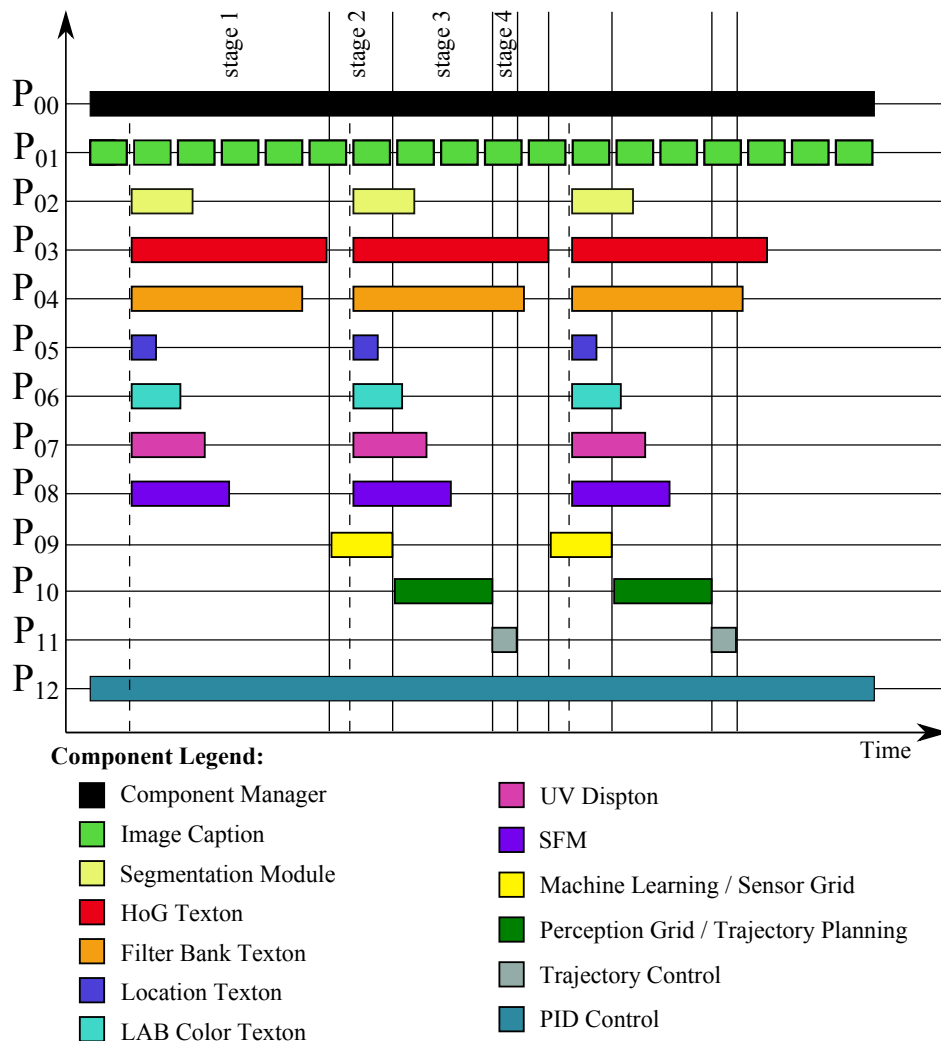 stage 1
stage 2
stage 3
stage 4
P00
P01
P02
P03
P04
P05
P06
P07
P08
P09
P10
P11
P12
Time
Component Legend:
Component Manager
Image Caption
Segmentation Module
HoG Texton
Filter Bank Texton
Location Texton
LAB Color Texton
UV Dispton
SFM
Machine Learning / Sensor Grid
Perception Grid / Trajectory Planning
Trajectory Control
PID Control